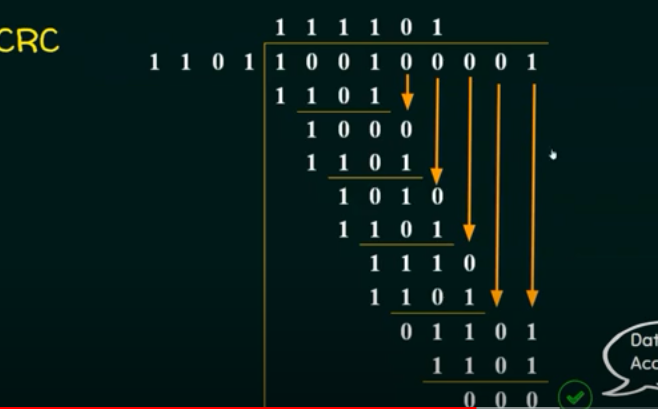 CRC
1 1 1 1 0 1
1 1 0 1 1 0 0 1 0 0 0 0 1
1 1 0 1
1 0 0 0
1 1 0 1
1 0 1 0
1 1 0 1
1 1 1 0
1 1 0 1
0 1 1 0 1
Dat
1 1 0 1
Acc
0 0 0